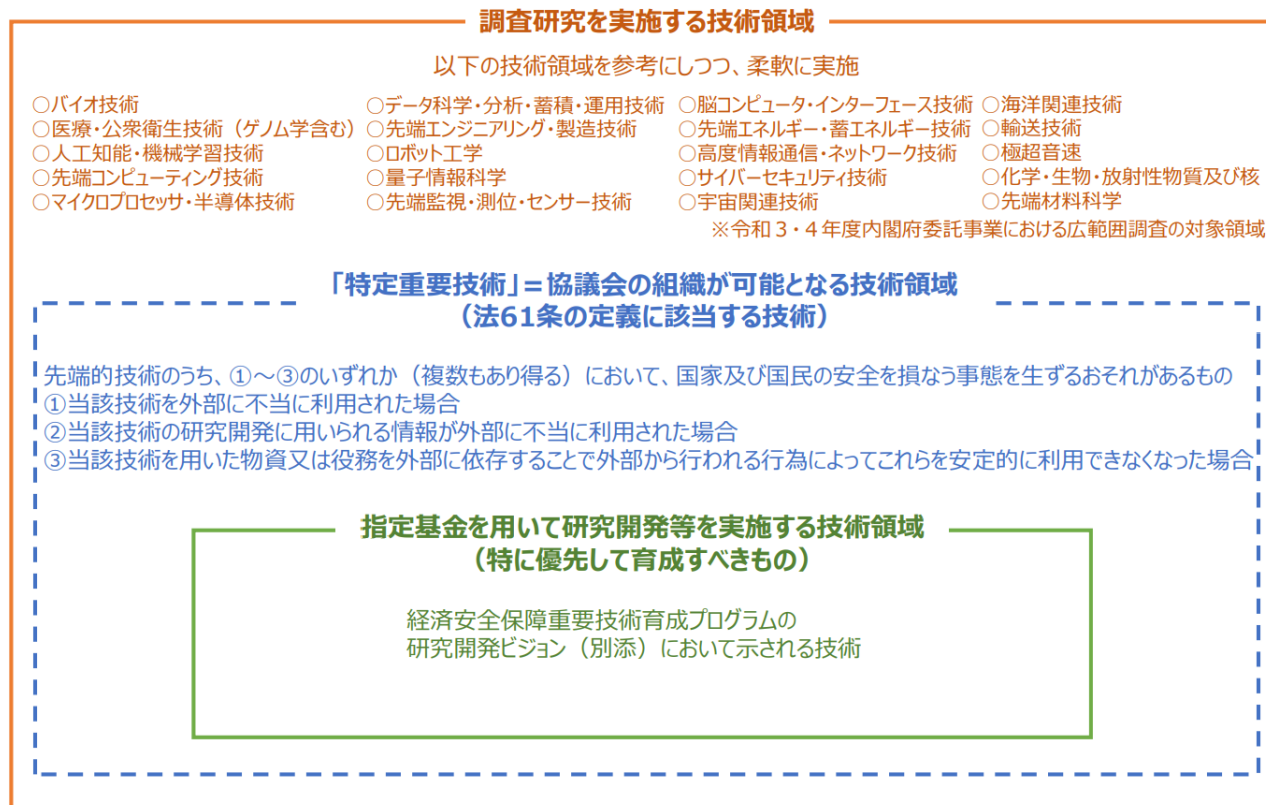 調査研究を実施する技術領域
以下の技術領域を参考にしつつ、柔軟に実施
○バイオ技術
○医療・公衆衛生技術（ゲノム学含む）
○人工知能・機械学習技術
○先端コンピューティング技術
○マイクロプロセッサ・半導体技術
○データ科学・分析・蓄積・運用技術
○先端エンジニアリング・製造技術
○ロボット工学
○量子情報科学
○先端監視・測位・センサー技術
○脳コンピュータ・インターフェース技術
○先端エネルギー・蓄エネルギー技術
○高度情報通信・ネットワーク技術
○サイバーセキュリティ技術
○宇宙関連技術
○海洋関連技術
○輸送技術
○極超音速
○化学・生物・放射性物質及び核
○先端材料科学
※令和３・４年度内閣府委託事業における広範囲調査の対象領域
「特定重要技術」＝協議会の組織が可能となる技術領域
（法61条の定義に該当する技術）
先端的技術のうち、①～③のいずれか（複数もあり得る）において、国家及び国民の安全を損なう事態を生ずるおそれがあるもの
①当該技術を外部に不当に利用された場合
②当該技術の研究開発に用いられる情報が外部に不当に利用された場合
③当該技術を用いた物資又は役務を外部に依存することで外部から行われる行為によってこれらを安定的に利用できなくなった場合
指定基金を用いて研究開発等を実施する技術領域
（特に優先して育成すべきもの）
経済安全保障重要技術育成プログラムの
研究開発ビジョン（別添）において示される技術